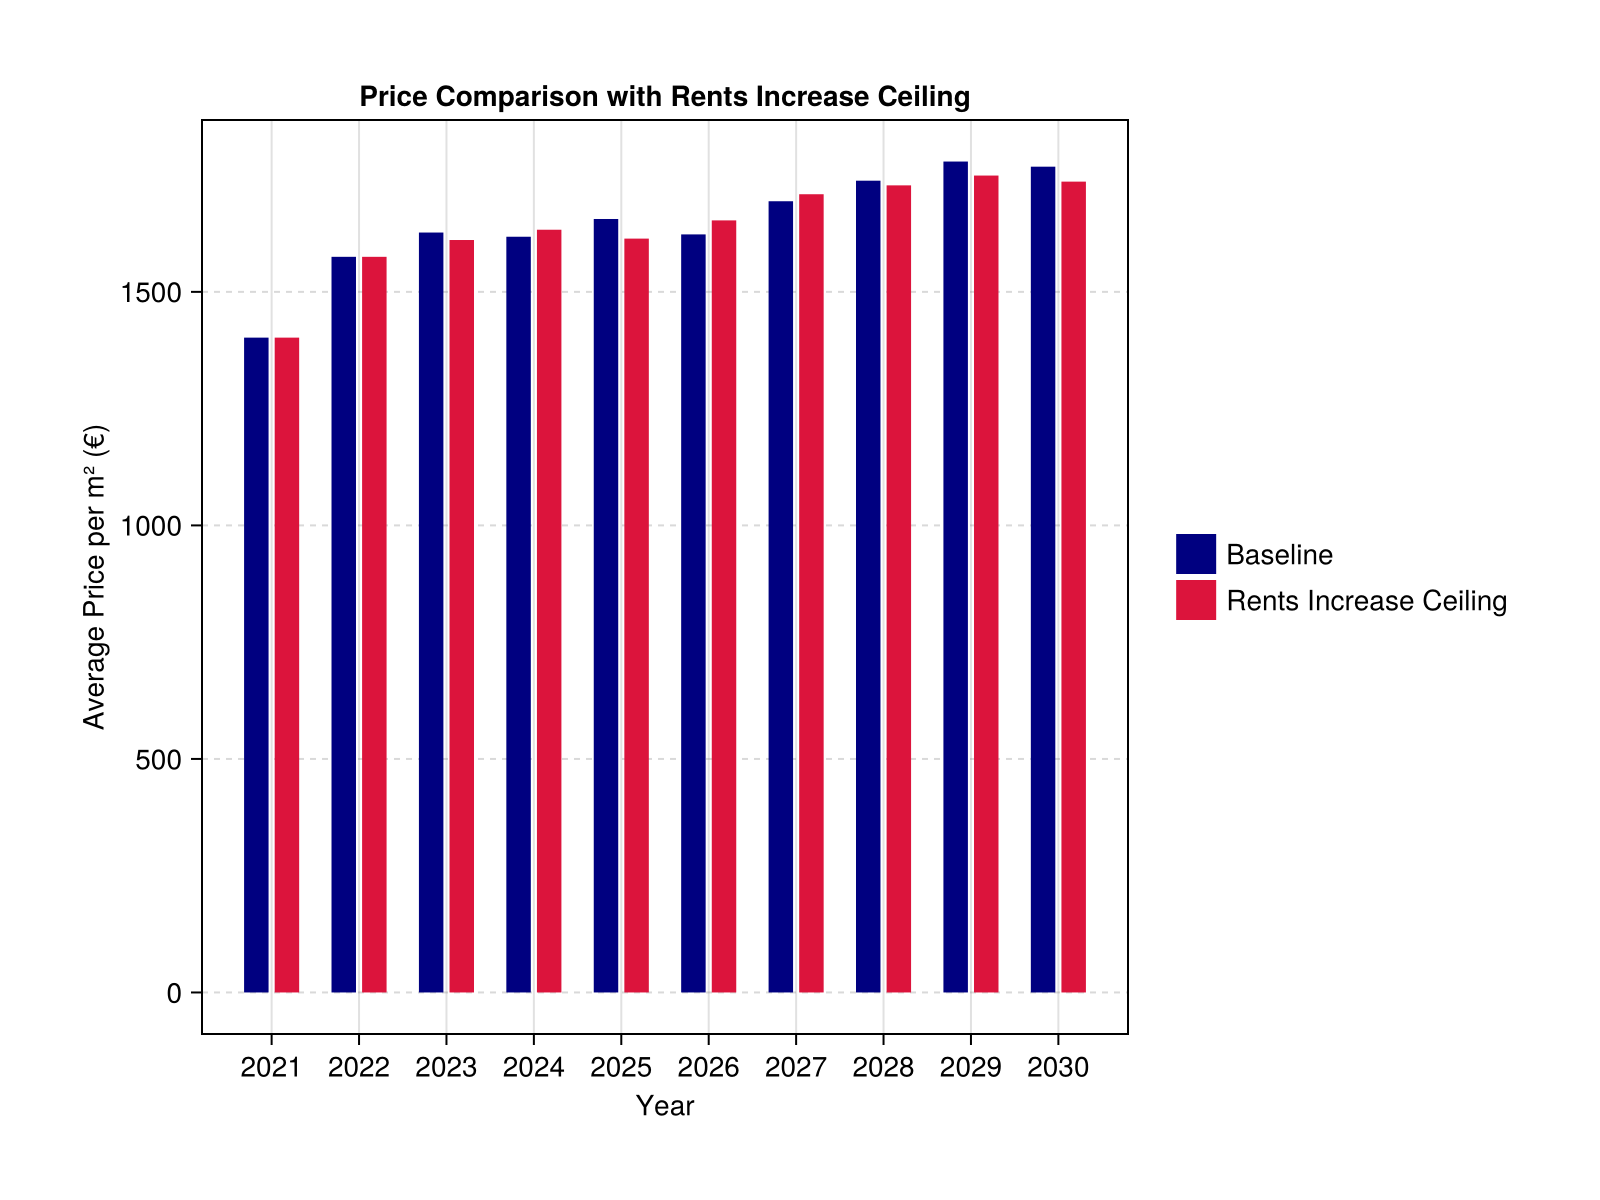 Price Comparison with Rents Increase Ceiling
Average Price per m² (€)
1500
1000
500
0
2021 2022 2023 2024 2025 2026 2027 2028 2029 2030
Year
Baseline
Rents Increase Ceiling